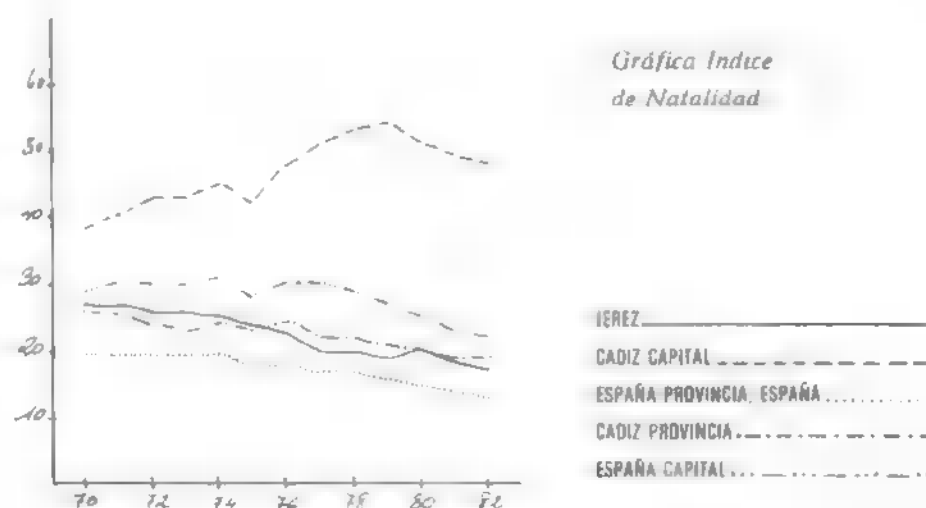 Gráfica Indice
de Natalidad
60
50
40
30
20
10
70 72 74 76 78 80 82
JEREZ
CADIZ CAPITAL
ESPAÑA PROVINCIA, ESPAÑA
CADIZ PROVINCIA
ESPAÑA CAPITAL